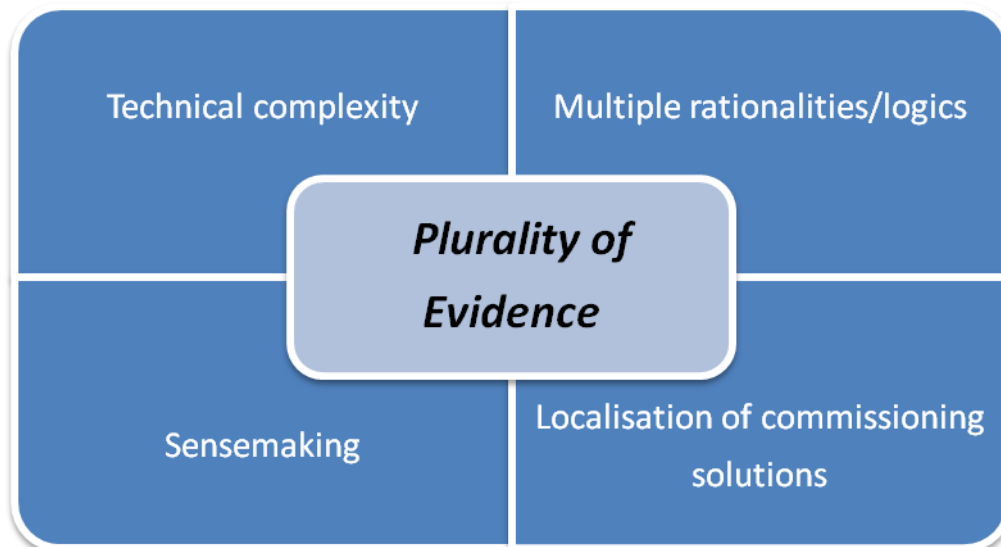 Technical complexity
Multiple rationalities/logics
Plurality of
Evidence
Sensemaking
Localisation of commissioning
solutions